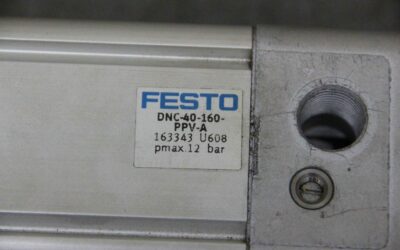 FESTO
DNC-40-160-
PPV-A
163343 U608
pmax.12 bar